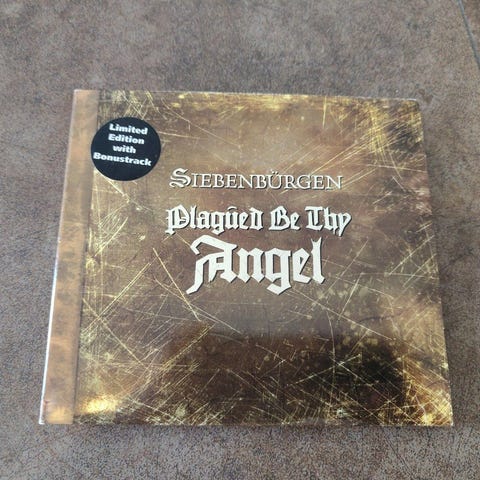 Limited
Edition
with
Bonustrack
SIEBENBÜRGEN
Plagued Be Thy
Angel